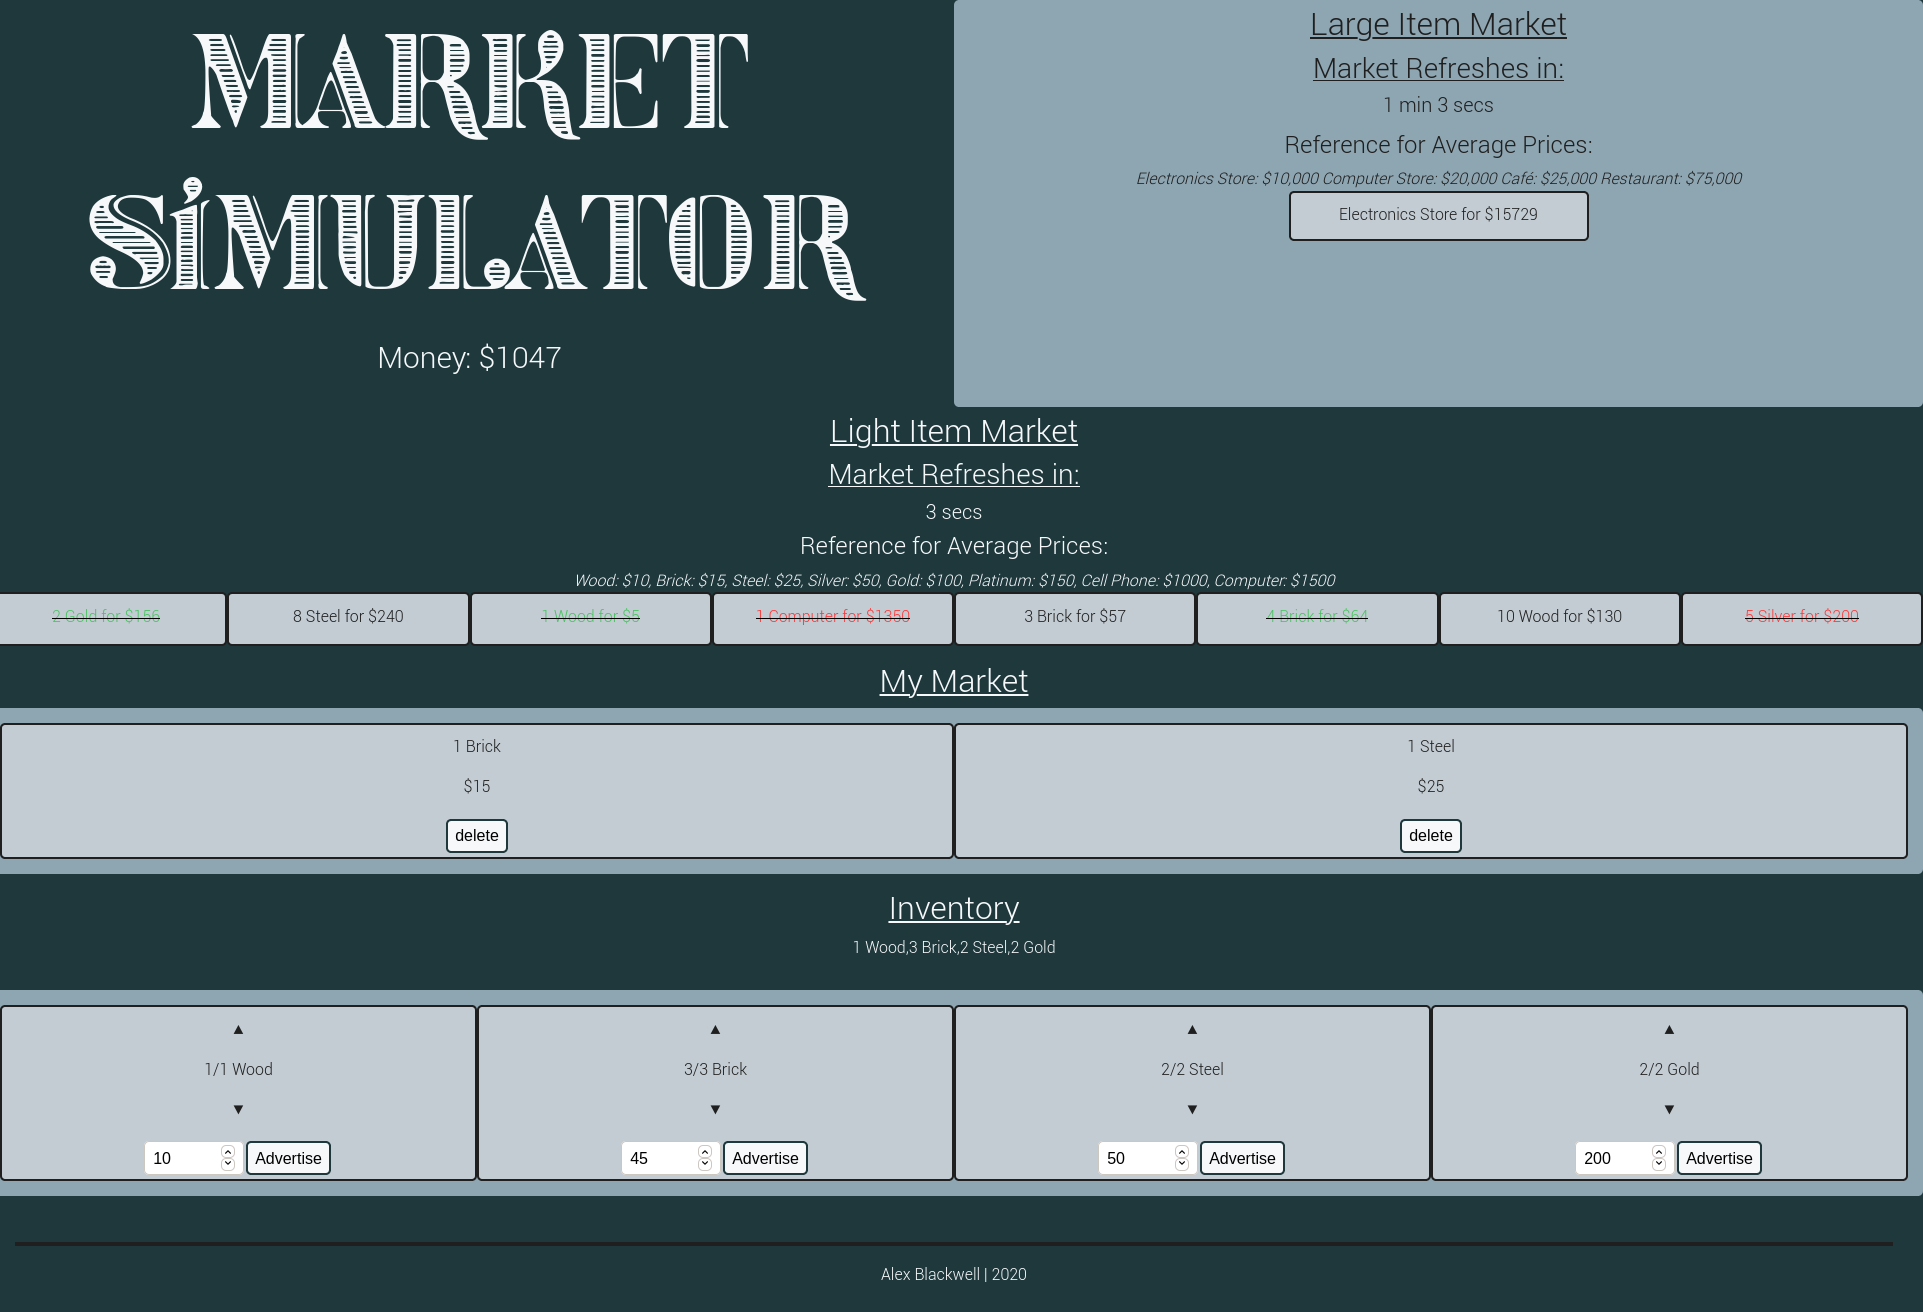 MARKET
SIMULATOR
Money: $1047
Large Item Market
Market Refreshes in:
1 min 3 secs
Reference for Average Prices:
Electronics Store: $10,000 Computer Store: $20,000 Café: $25,000 Restaurant: $75,000
Electronics Store for $15729
Light Item Market
Market Refreshes in:
3 secs
Reference for Average Prices:
Wood: $10, Brick: $15, Steel: $25, Silver: $50, Gold: $100, Platinum: $150, Cell Phone: $1000, Computer: $1500
2 Gold for $156 8 Steel for $240 1 Wood for $5 1 Computer for $1350 3 Brick for $57 4 Brick for $64 10 Wood for $130 5 Silver for $200
My Market
1 Brick 1 Steel
$15 $25
delete delete
Inventory
1 Wood,3 Brick,2 Steel,2 Gold
▲ ▲ ▲ ▲
1/1 Wood 3/3 Brick 2/2 Steel 2/2 Gold
▼ ▼ ▼ ▼
10 Advertise 45 Advertise 50 Advertise 200 Advertise
Alex Blackwell | 2020